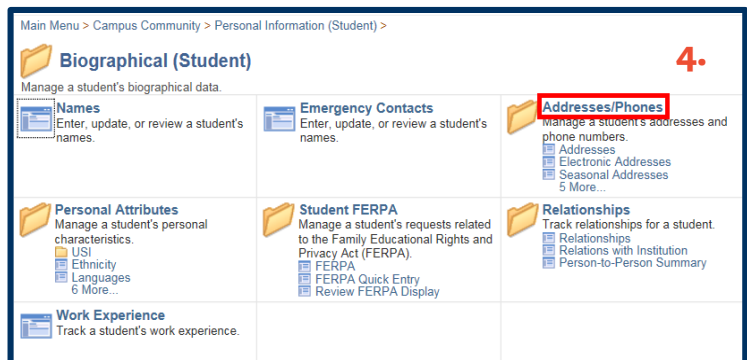 Main Menu > Campus Community > Personal Information (Student) >
Biographical (Student)
4.
Manage a student's biographical data.
Names
Enter, update, or review a student's
names.
Emergency Contacts
Enter, update, or review a student's
names.
Addresses/Phones
Manage a student's addresses and
phone numbers.
Addresses
Electronic Addresses
Seasonal Addresses
5 More...
Personal Attributes
Manage a student's personal
characteristics.
USI
Ethnicity
Languages
6 More...
Student FERPA
Manage a student's requests related
to the Family Educational Rights and
Privacy Act (FERPA).
FERPA
FERPA Quick Entry
Review FERPA Display
Relationships
Track relationships for a student.
Relationships
Relations with Institution
Person-to-Person Summary
Work Experience
Track a student's work experience.